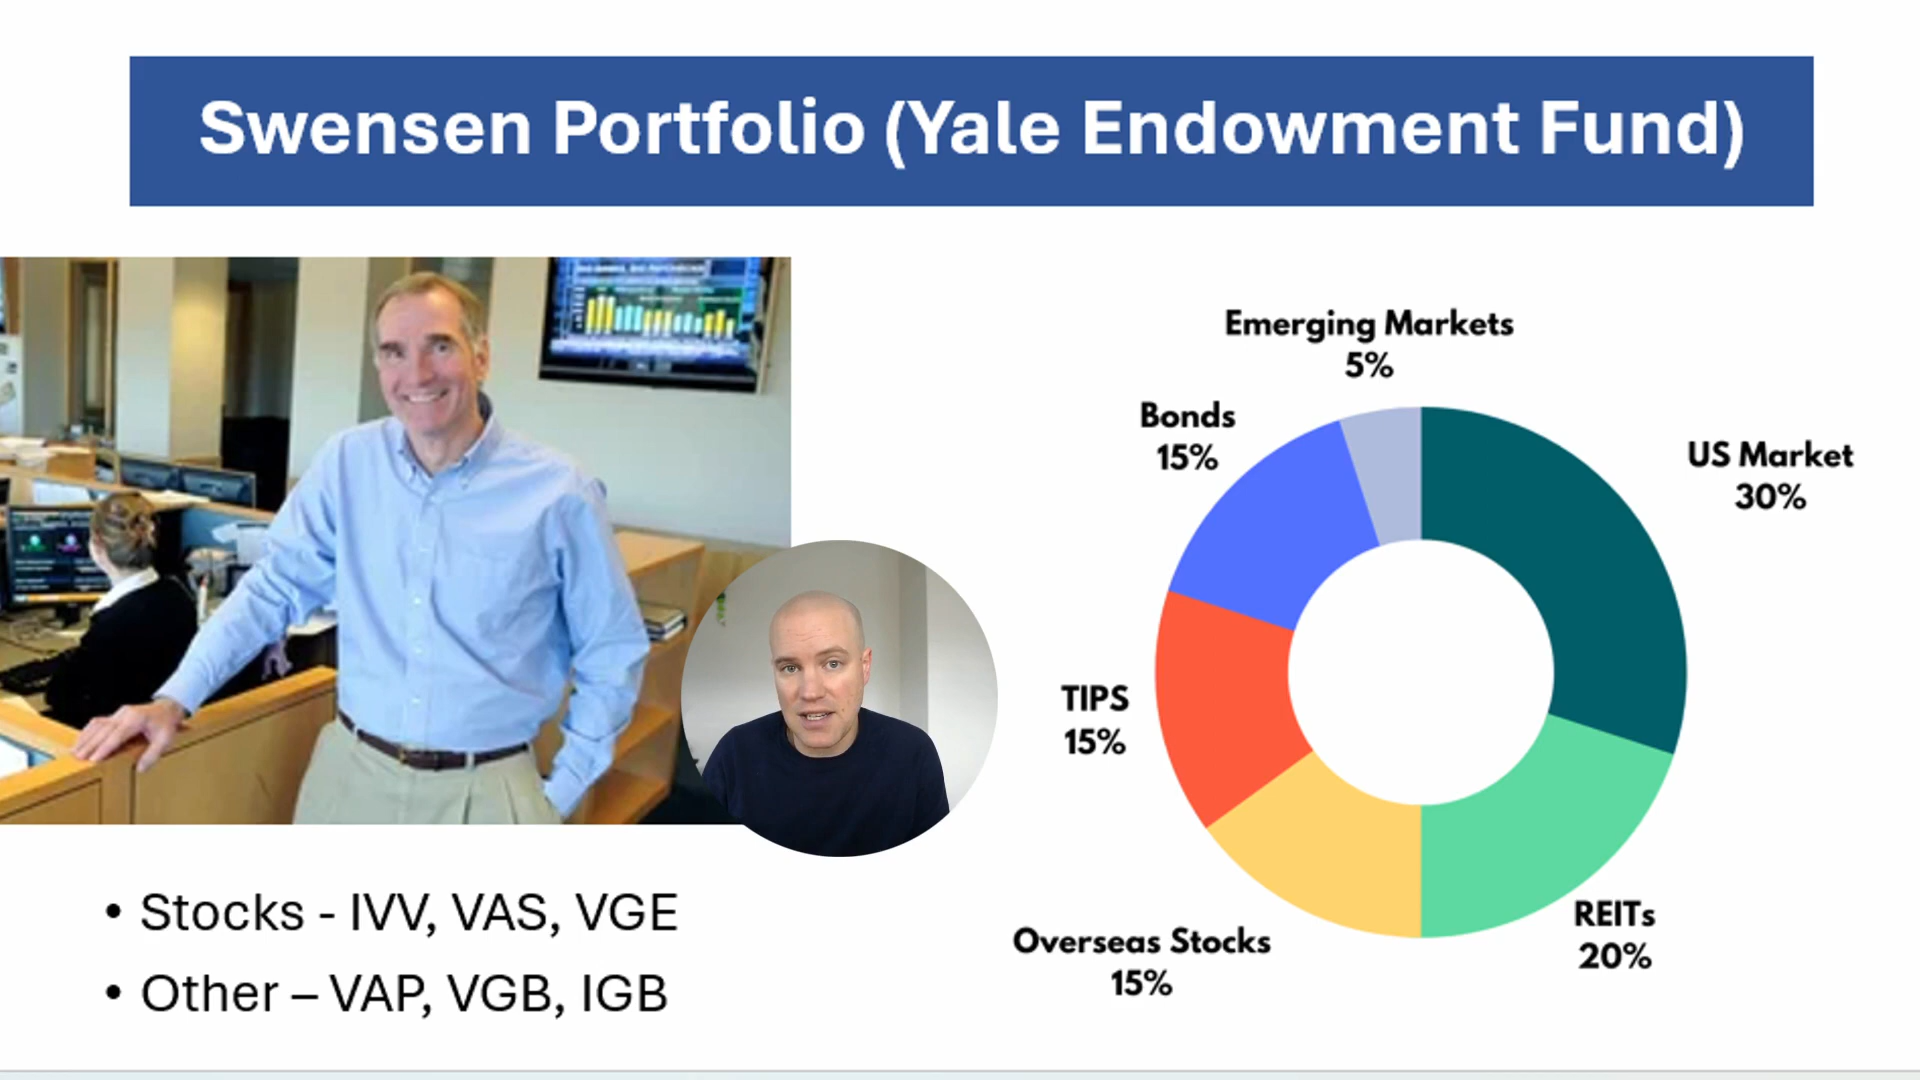 Swensen Portfolio (Yale Endowment Fund)
Emerging Markets
5%
Bonds
15%
US Market
30%
TIPS
15%
REITs
20%
Overseas Stocks
15%
• Stocks - IVV, VAS, VGE
• Other – VAP, VGB, IGB